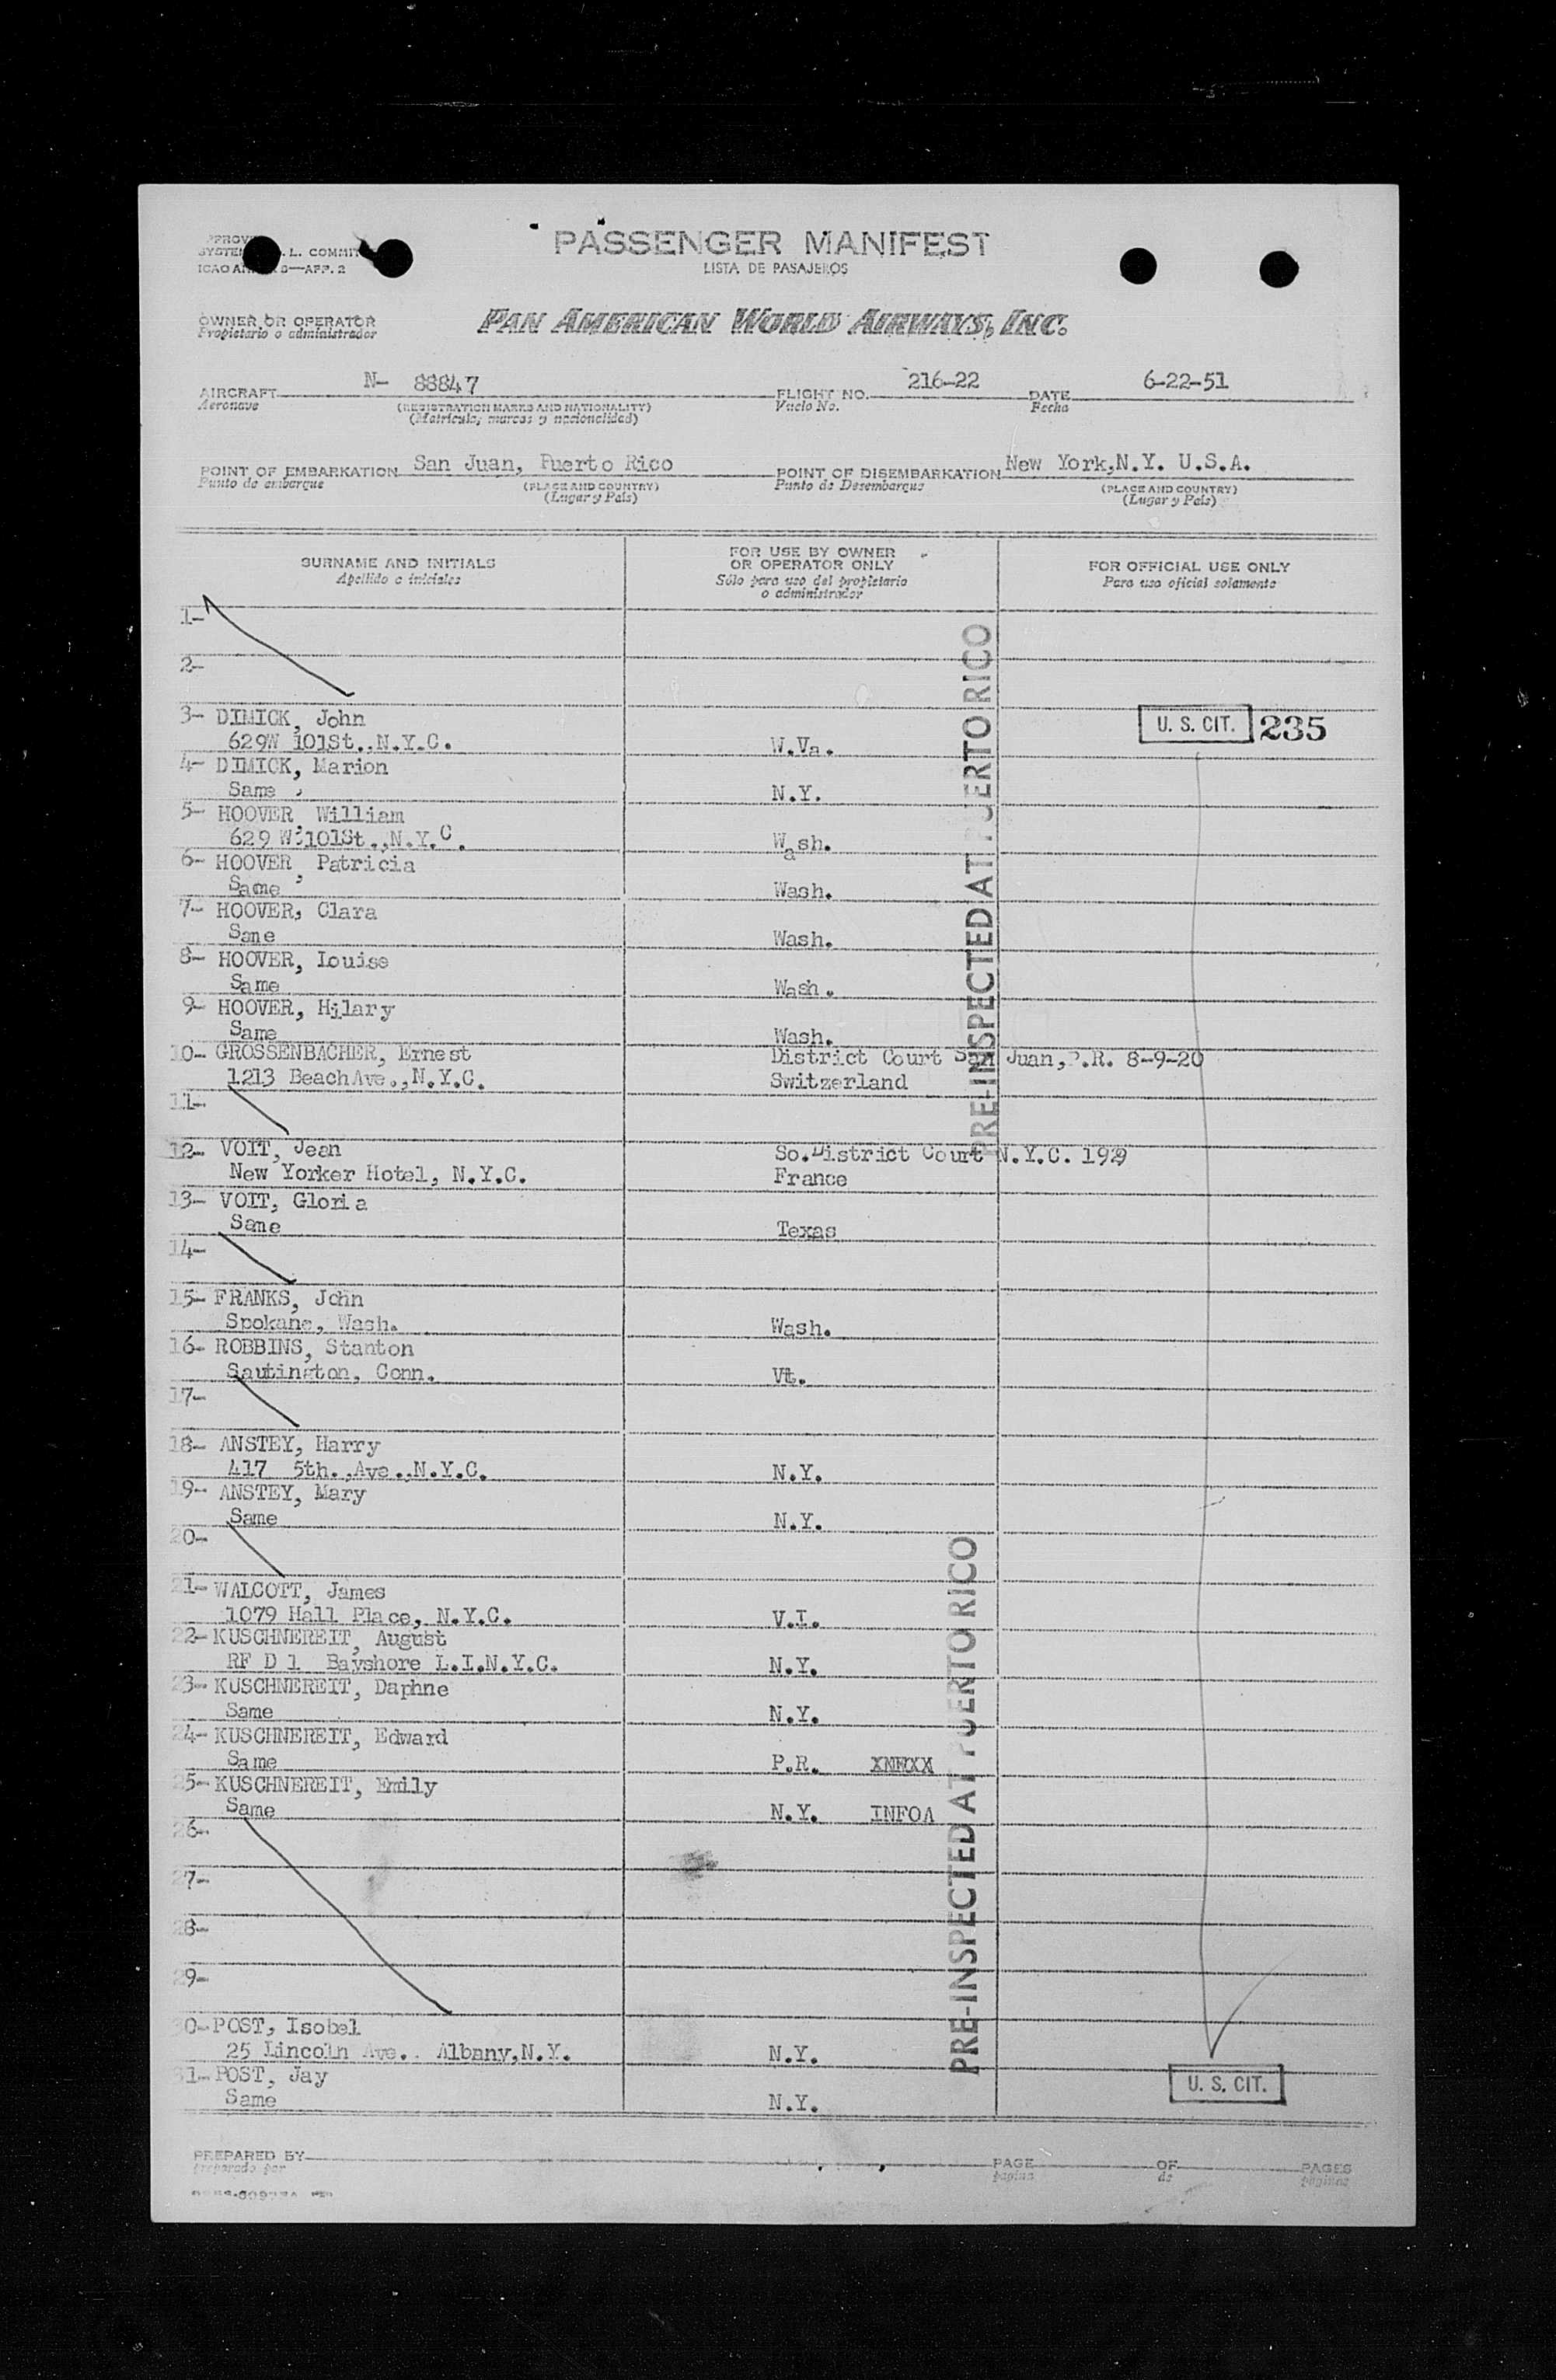 PASSENGER MANIFEST
LISTA DE PASAJEROS
L. COMMIT
ICAO AN 9—APP. 2
OWNER OR OPERATOR
Propietario o administrador
PAN AMERICAN WORLD AIRWAYS, INC.
AIRCRAFT N- 88847 FLIGHT NO. 216-22 DATE 6-22-51
Aeronave (REGISTRATION MARKS AND NATIONALITY) Vuelo No. Fecha
(Matricula, marcas y nacionalidad)
POINT OF EMBARKATION San Juan, Puerto Rico POINT OF DISEMBARKATION New York,N.Y. U.S.A.
Punto de embarque (PLACE AND COUNTRY) Punto de Desembarque (PLACE AND COUNTRY)
(Lugar y País) (Lugar y País)
SURNAME AND INITIALS FOR USE BY OWNER OR OPERATOR ONLY FOR OFFICIAL USE ONLY
Apellido e iniciales Sólo para uso del propietario o administrador Para uso oficial solamente
1-
2-
3- DIMICK, John U. S. CIT. 235
629W 101St.,N.Y.C. W.Va.
4- DIMICK, Marion
Same , N.Y.
5- HOOVER, William
629 W:101St.,N.Y.C. Wash.
6- HOOVER, Patricia
Same Wash.
7- HOOVER, Clara
Same Wash.
8- HOOVER, Louise
Same Wash.
9- HOOVER, Hilary
Same Wash.
10- GROSSENBACHER, Ernest District Court San Juan,P.R. 8-9-20
1213 BeachAve.,N.Y.C. Switzerland
11-
12- VOIT, Jean So.District Court N.Y.C. 1929
New Yorker Hotel, N.Y.C. France
13- VOIT, Gloria
Same Texas
14-
15- FRANKS, John
Spokane, Wash. Wash.
16- ROBBINS, Stanton
Sautington, Conn. Vt.
17-
18- ANSTEY, Harry
417 5th.,Ave.,N.Y.C. N.Y.
19- ANSTEY, Mary
Same N.Y.
20-
21- WALCOTT, James
1079 Hall Place, N.Y.C. V.I.
22- KUSCHNEREIT, August
RF D 1 Bayshore L.I.N.Y.C. N.Y.
23- KUSCHNEREIT, Daphne
Same N.Y.
24- KUSCHNEREIT, Edward
Same P.R.
25- KUSCHNEREIT, Emily
Same N.Y. INFOA
26-
27-
28-
29-
30- POST, Isobel
25 Lincoln Ave.. Albany,N.Y. N.Y.
31- POST, Jay U. S. CIT.
Same N.Y.
PRE-INSPECTED AT PUERTO RICO
PRE-INSPECTED AT PUERTO RICO
PREPARED BY PAGE OF PAGES
preparado por pagina de paginas